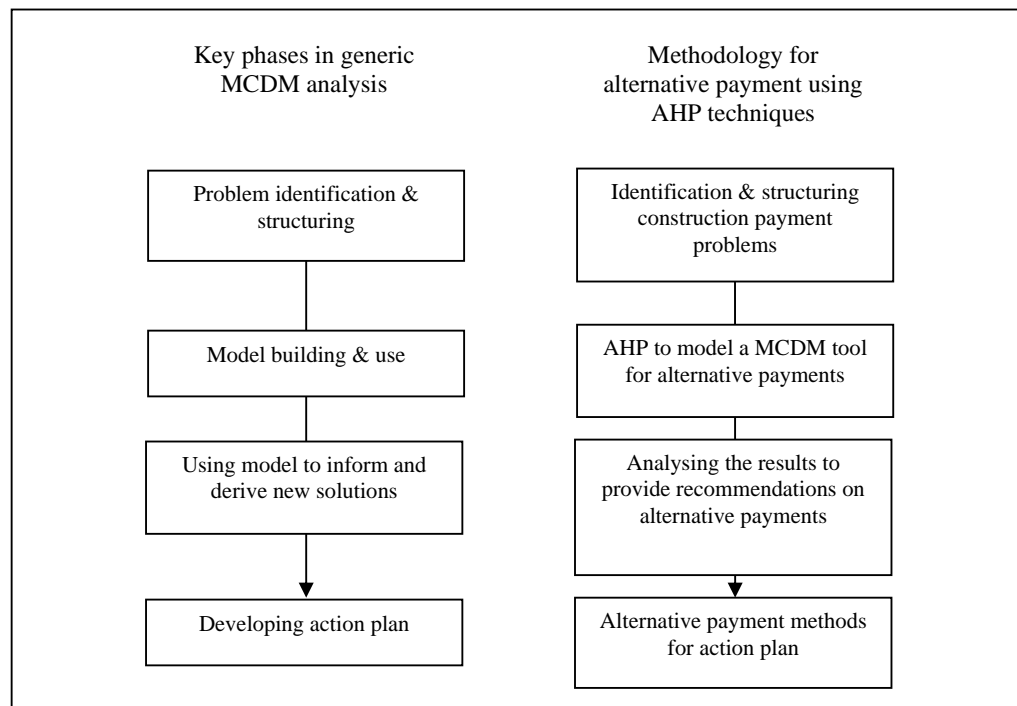 Key phases in generic
MCDM analysis
Problem identification &
structuring
Model building & use
Using model to inform and
derive new solutions
Developing action plan
Methodology for
alternative payment using
AHP techniques
Identification & structuring
construction payment
problems
AHP to model a MCDM tool
for alternative payments
Analysing the results to
provide recommendations on
alternative payments
Alternative payment methods
for action plan